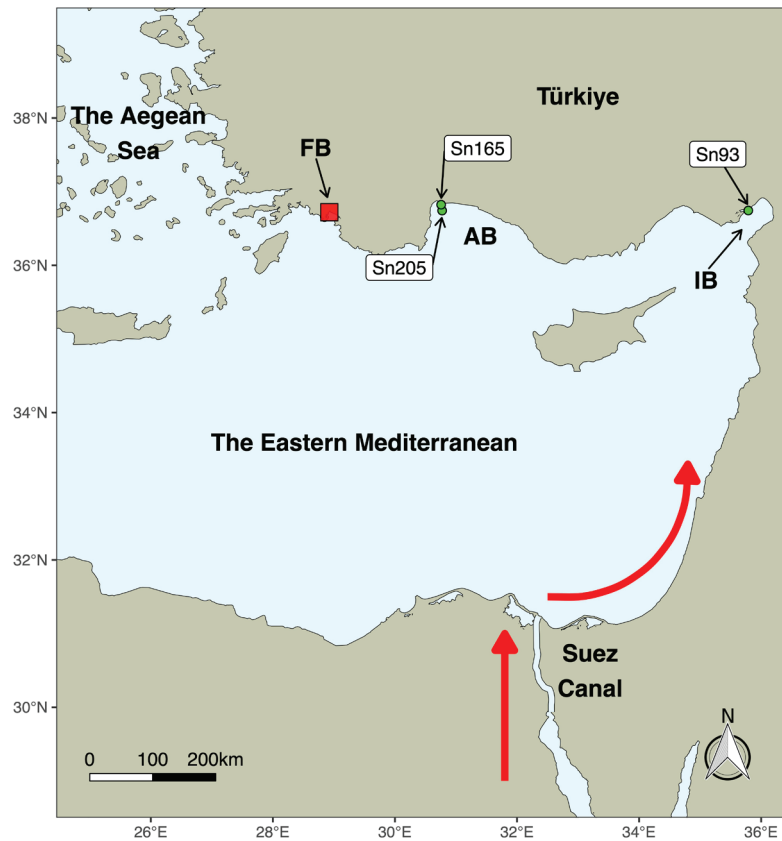 The Aegean
Sea
Türkiye
FB
Sn165
Sn93
AB
Sn205
IB
The Eastern Mediterranean
Suez
Canal
N
0 100 200km
38°N
36°N
34°N
32°N
30°N
26°E 28°E 30°E 32°E 34°E 36°E